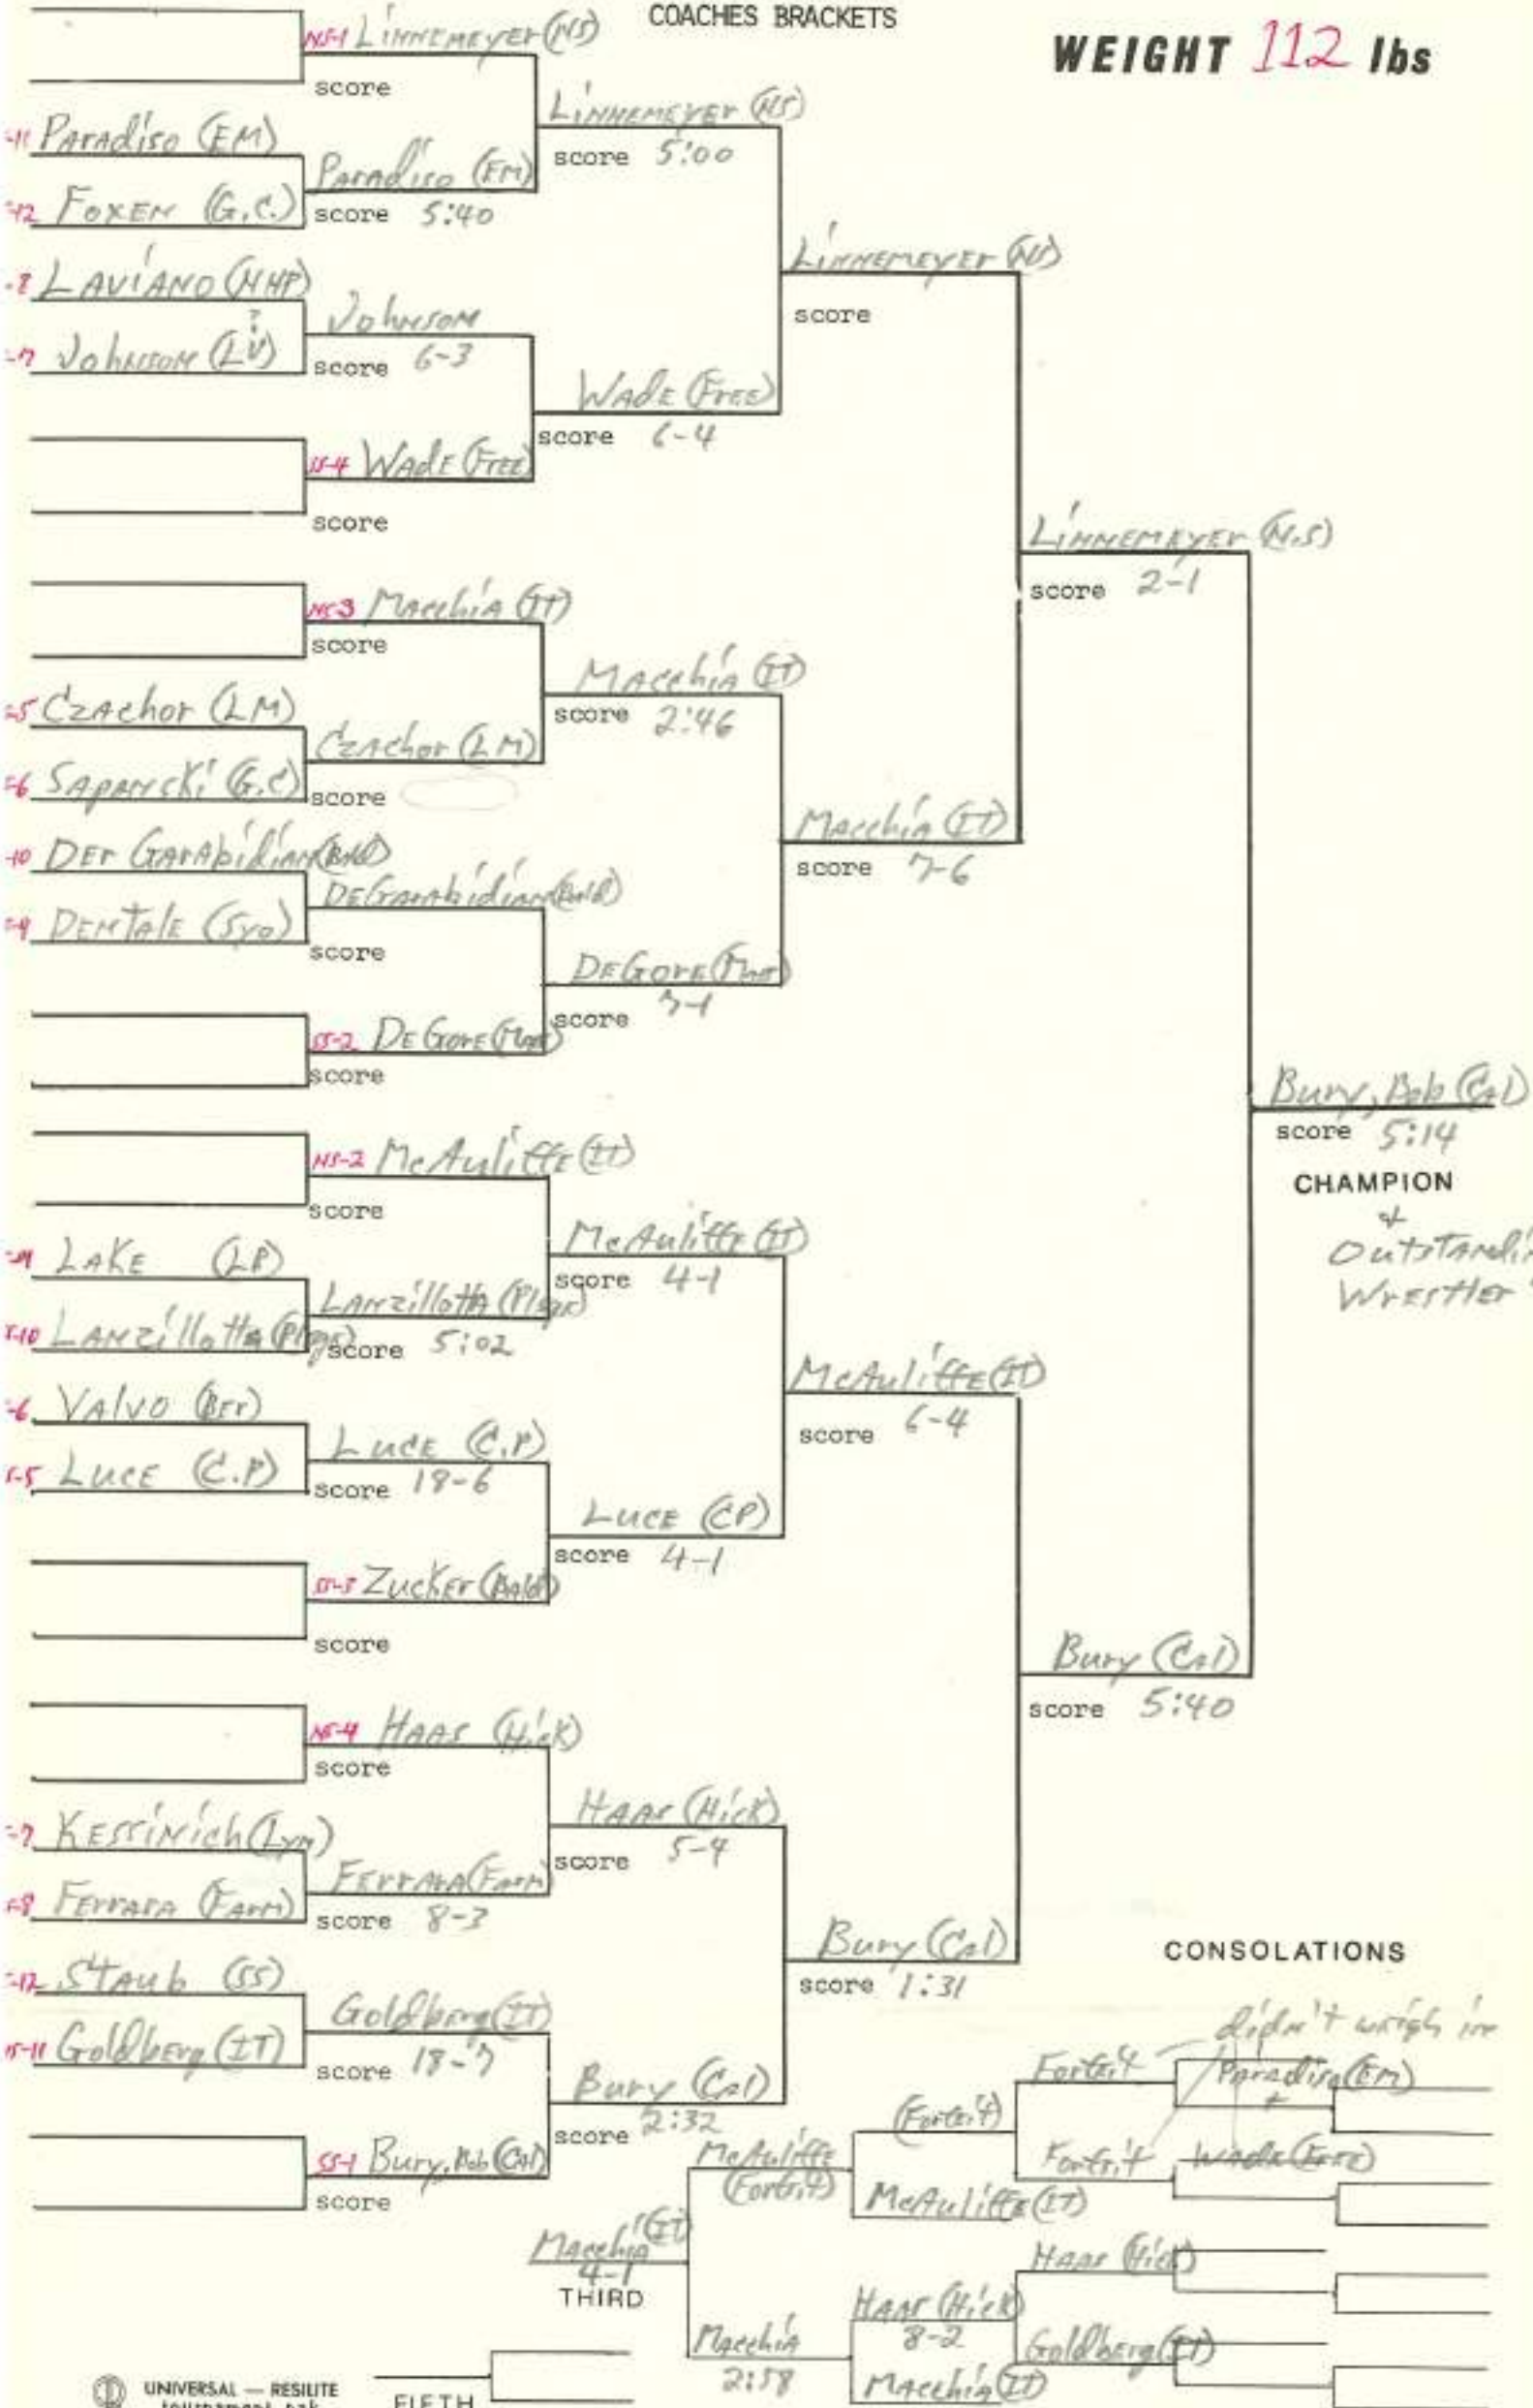 COACHES BRACKETS
WEIGHT 112 lbs
NS-1 Linnemeyer (NS)
score
Linnemeyer (NS)
score 5:00
-11 Paradiso (EM)
Paradiso (EM)
-12 Foxen (G.C.)
score 5:40
Linnemeyer (NS)
score
-8 Laviano (NHP)
Johnson
-7 Johnson (LV) ?
score 6-3
Wade (Free)
score 6-4
SS-4 Wade (Free)
score
Linnemeyer (N.S)
score 2-1
NS-3 Macchia (IT)
score
Macchia (IT)
score 2:46
-5 Czachor (LM)
Czachor (LM)
-6 Sapanski (G.C)
score
Macchia (IT)
score 7-6
-10 Der Garabidian (Bald)
DeGarabidian (Bald)
-9 Dentale (Syo)
score
DeGore
score 7-1
SS-2 DeGore
score
Bury, Bob (Cal)
score 5:14
CHAMPION
&
Outstanding
Wrestler
NS-2 McAuliffe (IT)
score
McAuliffe (IT)
score 4-1
-9 Lake (LB)
Lanzillotta
-10 Lanzillotta
score 5:02
McAuliffe (IT)
score 6-4
-6 Valvo (Ber)
Luce (C.P)
S-5 Luce (C.P)
score 18-6
Luce (CP)
score 4-1
SS-3 Zucker (Bald)
score
Bury (Cal)
score 5:40
NS-4 Haas (Hick)
score
Haas (Hick)
score 5-4
-7 Kessinich (Lyn)
Ferrara (Farm)
-8 Ferrara (Farm)
score 8-3
Bury (Cal)
score 1:31
-12 Staub (SS)
Goldberg (IT)
S-11 Goldberg (IT)
score 18-7
Bury (Cal)
score 2:32
SS-1 Bury, Bob (Cal)
score
CONSOLATIONS
didn't weigh in
Forfeit
Paradiso (EM)
(Forfeit)
Forfeit
Wade (Free)
McAuliffe
(Forfeit)
McAuliffe (IT)
Macchia (IT)
4-1
THIRD
Haas (Hick)
Haas (Hick)
8-2
Goldberg (IT)
Macchia
2:58
Macchia (IT)
UNIVERSAL — RESILITE
tournament pak
FIFTH